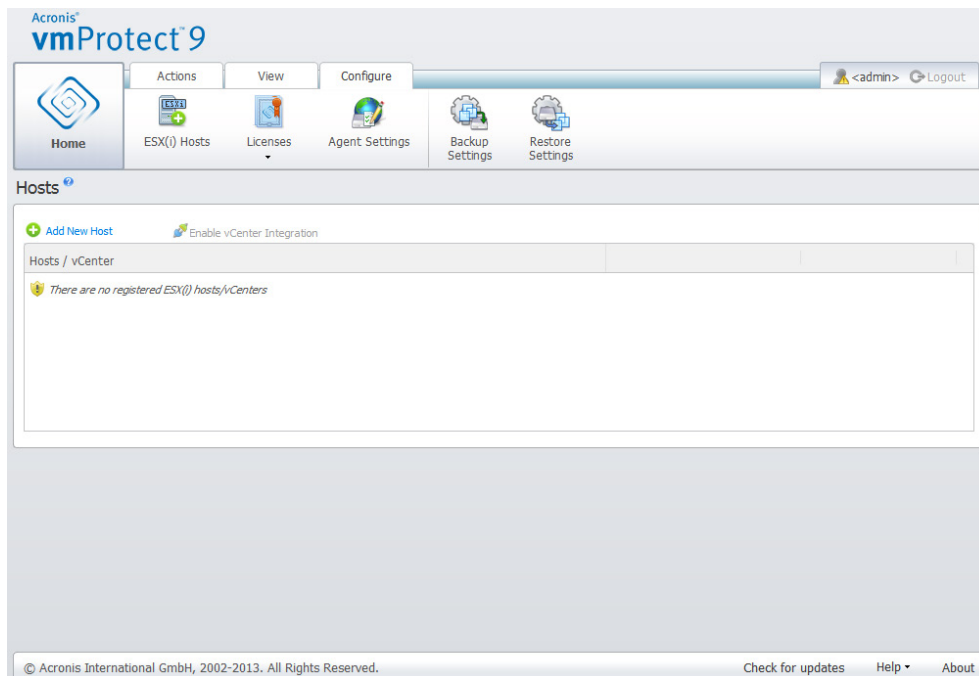 Acronis®
vmProtect™ 9
Actions View Configure
<admin> Logout
Home
ESXi
ESX(i) Hosts
Licenses
Agent Settings
Backup
Settings
Restore
Settings
Hosts ?
Add New Host Enable vCenter Integration
Hosts / vCenter
There are no registered ESX(i) hosts/vCenters
© Acronis International GmbH, 2002-2013. All Rights Reserved.
Check for updates Help About